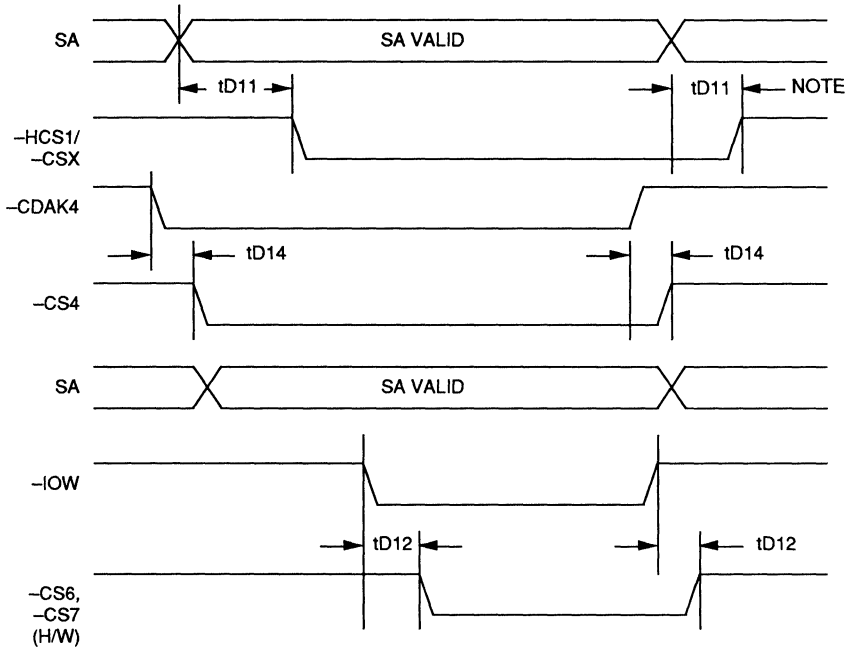 SA
SA VALID
tD11
tD11
NOTE
–HCS1/
–CSX
–CDAK4
tD14
tD14
–CS4
SA
SA VALID
–IOW
tD12
tD12
–CS6,
–CS7
(H/W)